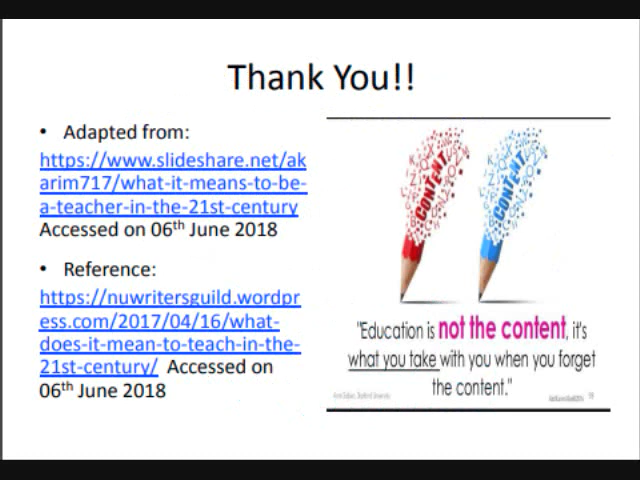 Thank You!!
• Adapted from:
https://www.slideshare.net/ak
arim717/what-it-means-to-be-
a-teacher-in-the-21st-century
Accessed on 06th June 2018
• Reference:
https://nuwritersguild.wordpr
ess.com/2017/04/16/what-
does-it-mean-to-teach-in-the-
21st-century/ Accessed on
06th June 2018
CONTENT
CONTENT
"Education is not the content, it's
what you take with you when you forget
the content."